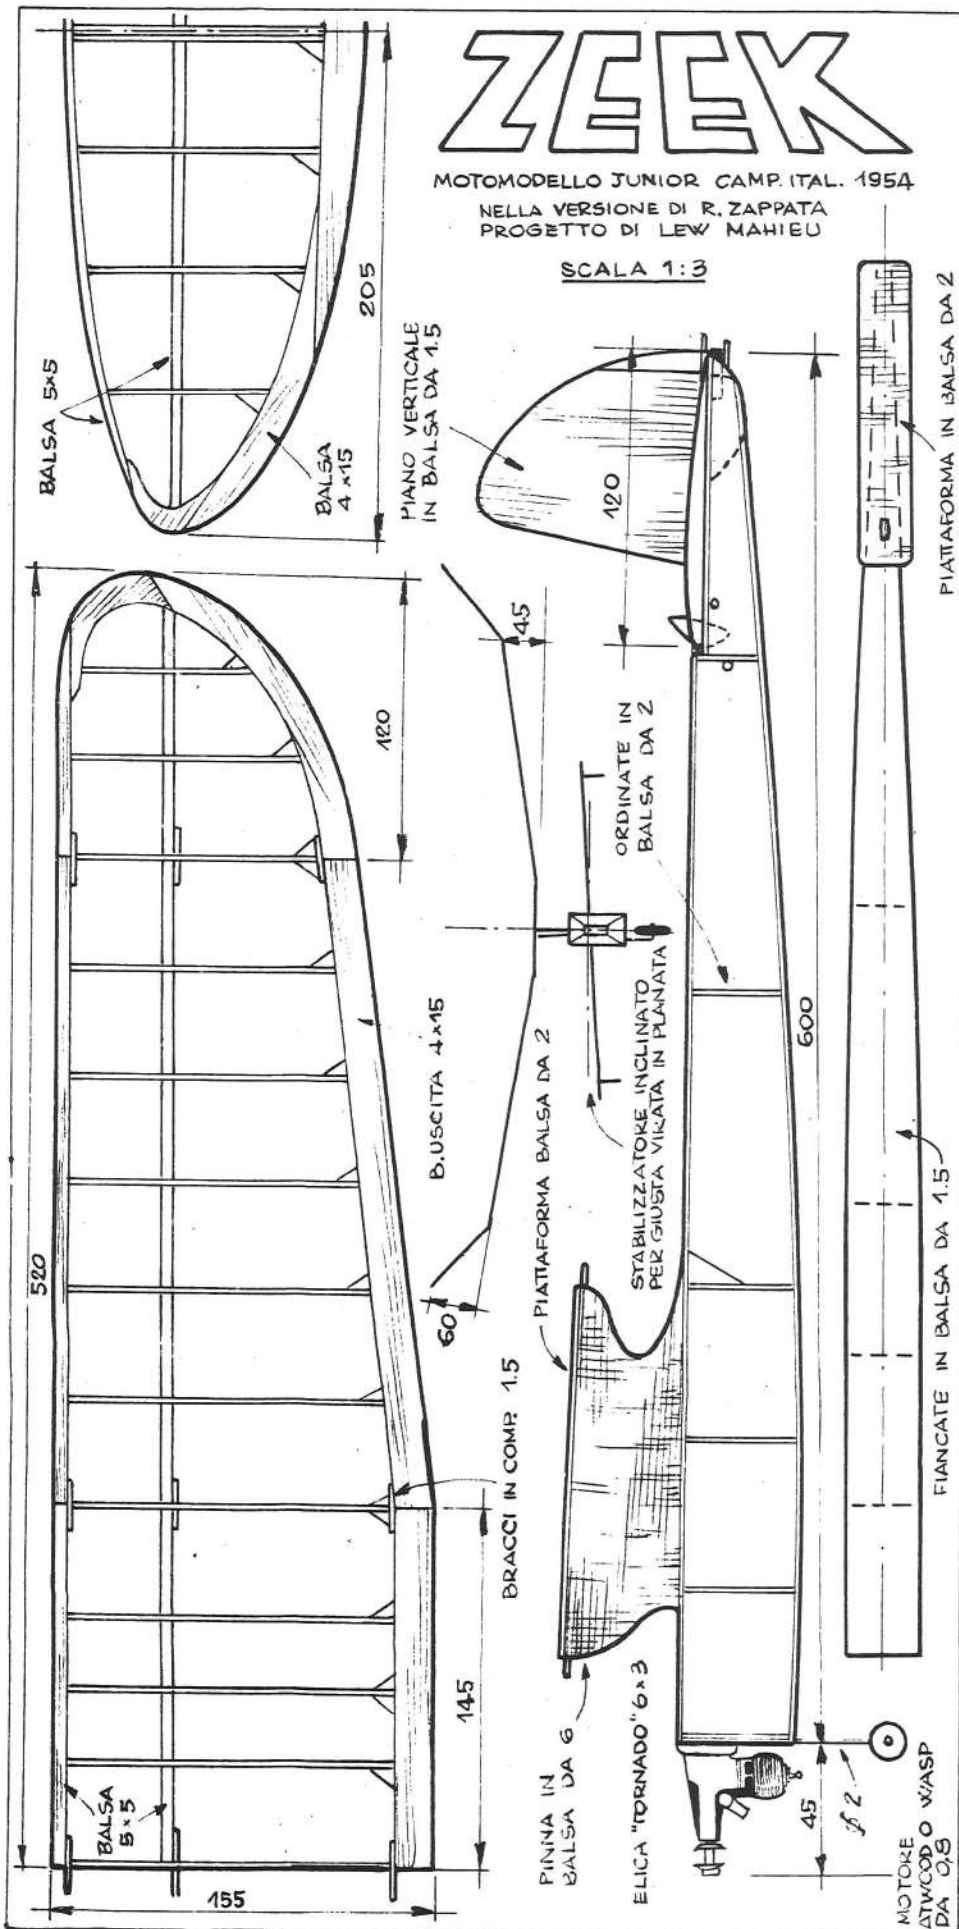 ZEEK
MOTOMODELLO JUNIOR CAMP. ITAL. 1954
NELLA VERSIONE DI R. ZAPPATA
PROGETTO DI LEW MAHIEU
SCALA 1:3
205
BALSA 5x5
BALSA
4x15
PIANO VERTICALE
IN BALSA DA 1.5
120
PIATTAFORMA IN BALSA DA 2
520
120
45
ORDINATE IN
BALSA DA 2
B.USCITA 4x15
STABILIZZATORE INCLINATO
PER GIUSTA VIRATA IN PLANATA
PIATTAFORMA BALSA DA 2
60
600
BRACCI IN COMP. 1.5
FIANCATE IN BALSA DA 1.5
145
BALSA
5x5
155
PINNA IN
BALSA DA 6
ELICA "TORNADO" 6x3
45
ø 2
MOTORE
ATWOOD O WASP
DA 0,8